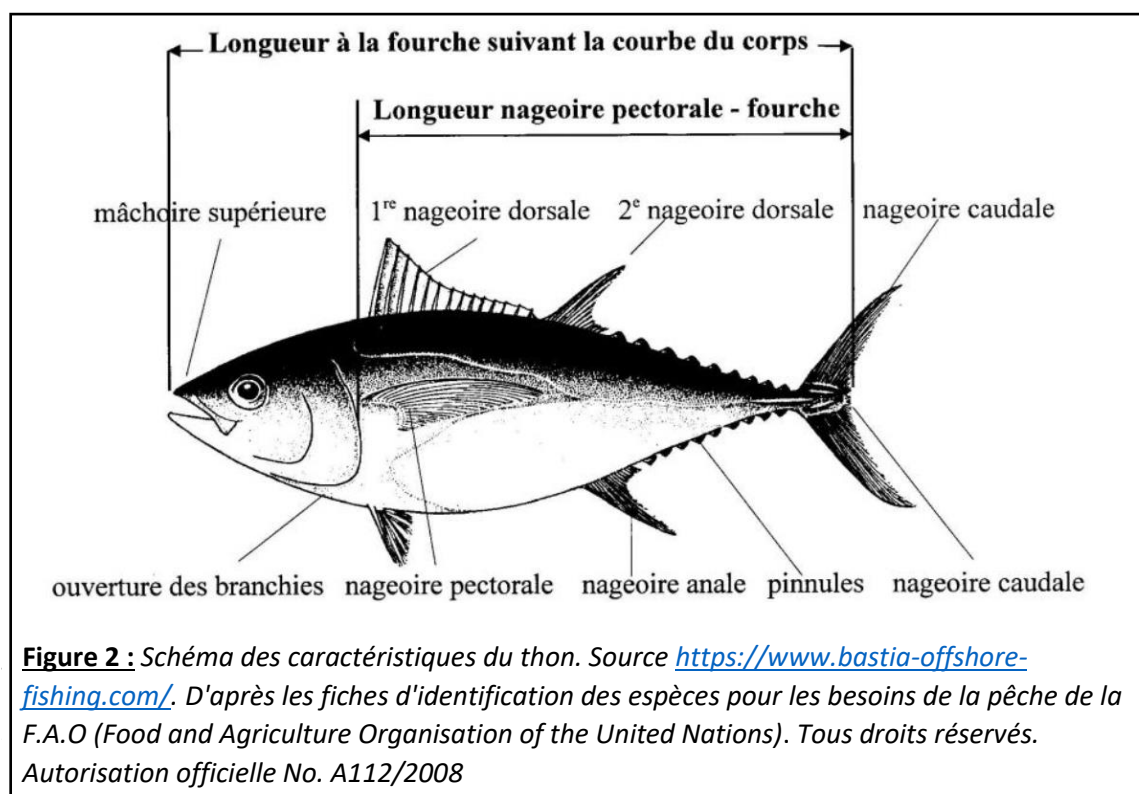 Longueur à la fourche suivant la courbe du corps
Longueur nageoire pectorale - fourche
mâchoire supérieure 1re nageoire dorsale 2e nageoire dorsale nageoire caudale
ouverture des branchies nageoire pectorale nageoire anale pinnules nageoire caudale
Figure 2 : Schéma des caractéristiques du thon. Source https://www.bastia-offshore-
fishing.com/. D'après les fiches d'identification des espèces pour les besoins de la pêche de la
F.A.O (Food and Agriculture Organisation of the United Nations). Tous droits réservés.
Autorisation officielle No. A112/2008